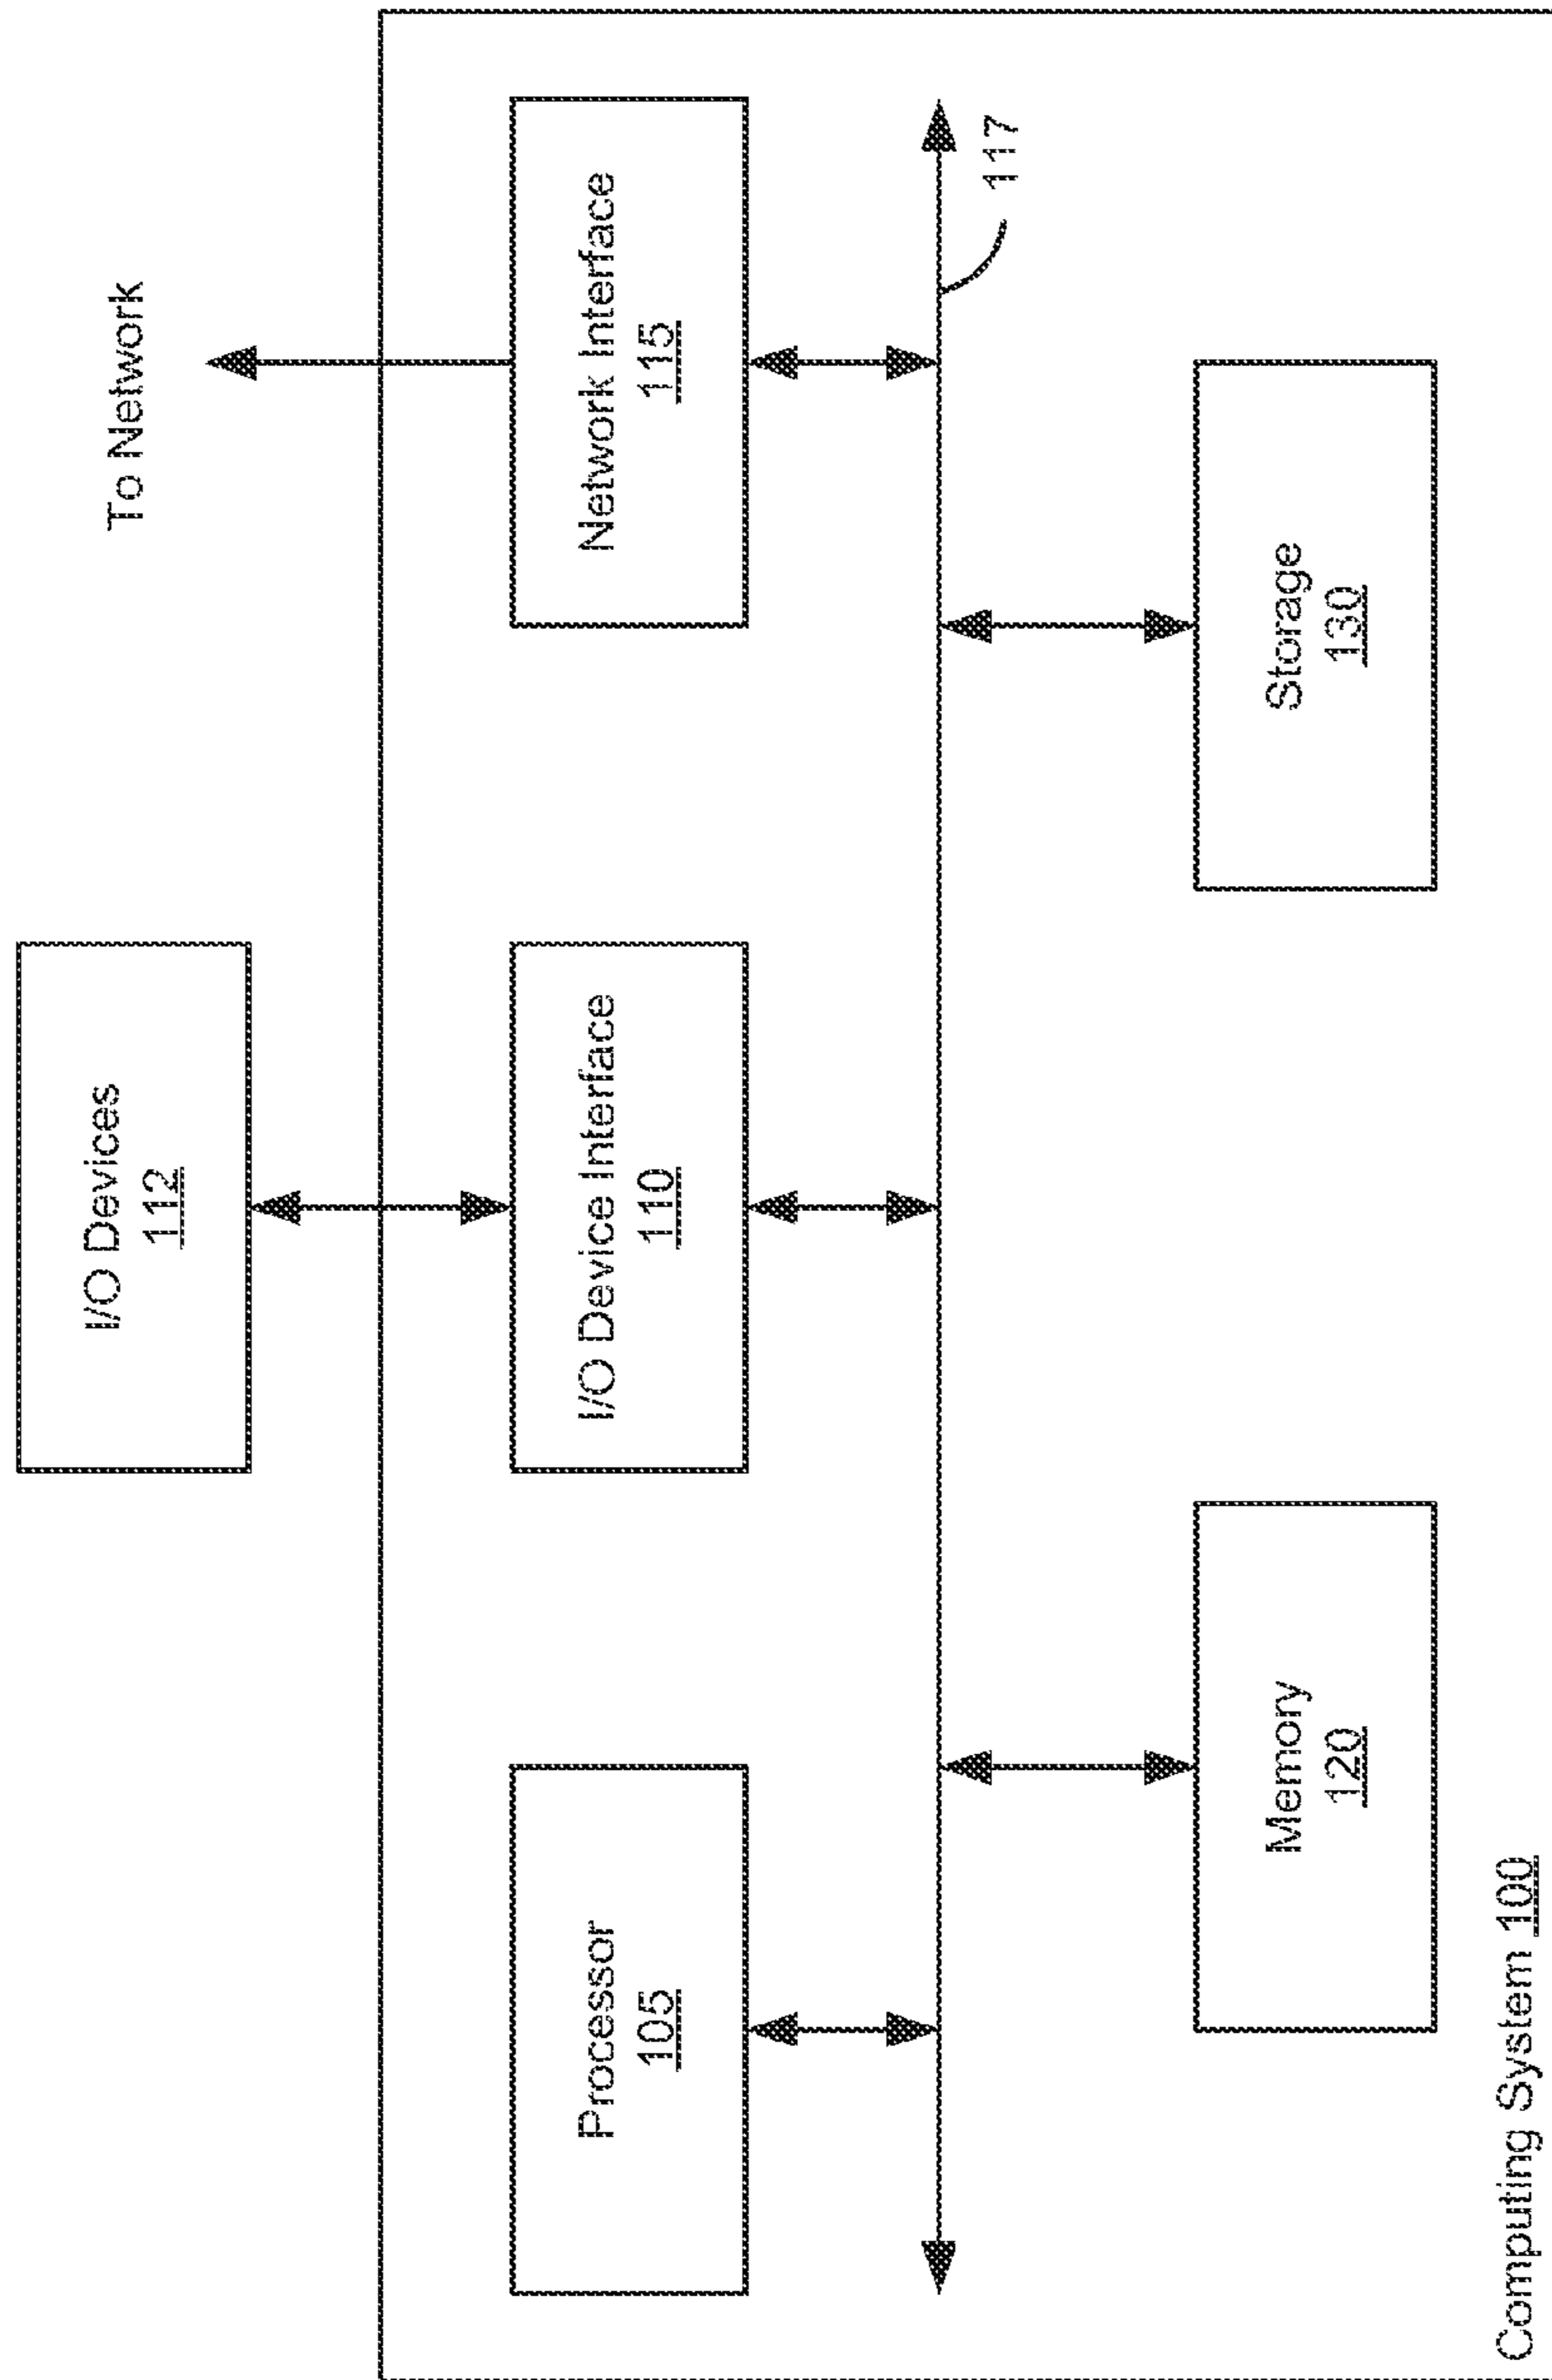 I/O Devices
112
To Network
Processor
105
I/O Device Interface
110
Network Interface
115
117
Memory
120
Storage
130
Computing System 100